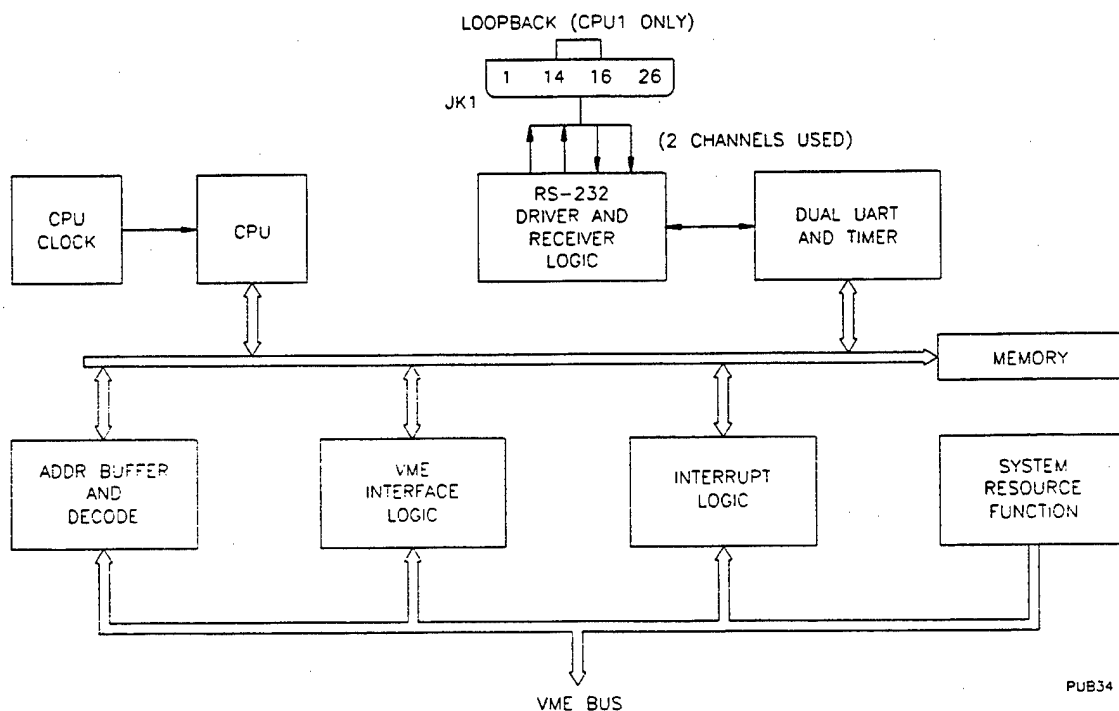 LOOPBACK (CPU1 ONLY)
1 14 16 26
JK1
(2 CHANNELS USED)
CPU
CLOCK
CPU
RS-232
DRIVER AND
RECEIVER
LOGIC
DUAL UART
AND TIMER
MEMORY
ADDR BUFFER
AND
DECODE
VME
INTERFACE
LOGIC
INTERRUPT
LOGIC
SYSTEM
RESOURCE
FUNCTION
VME BUS
PUB34